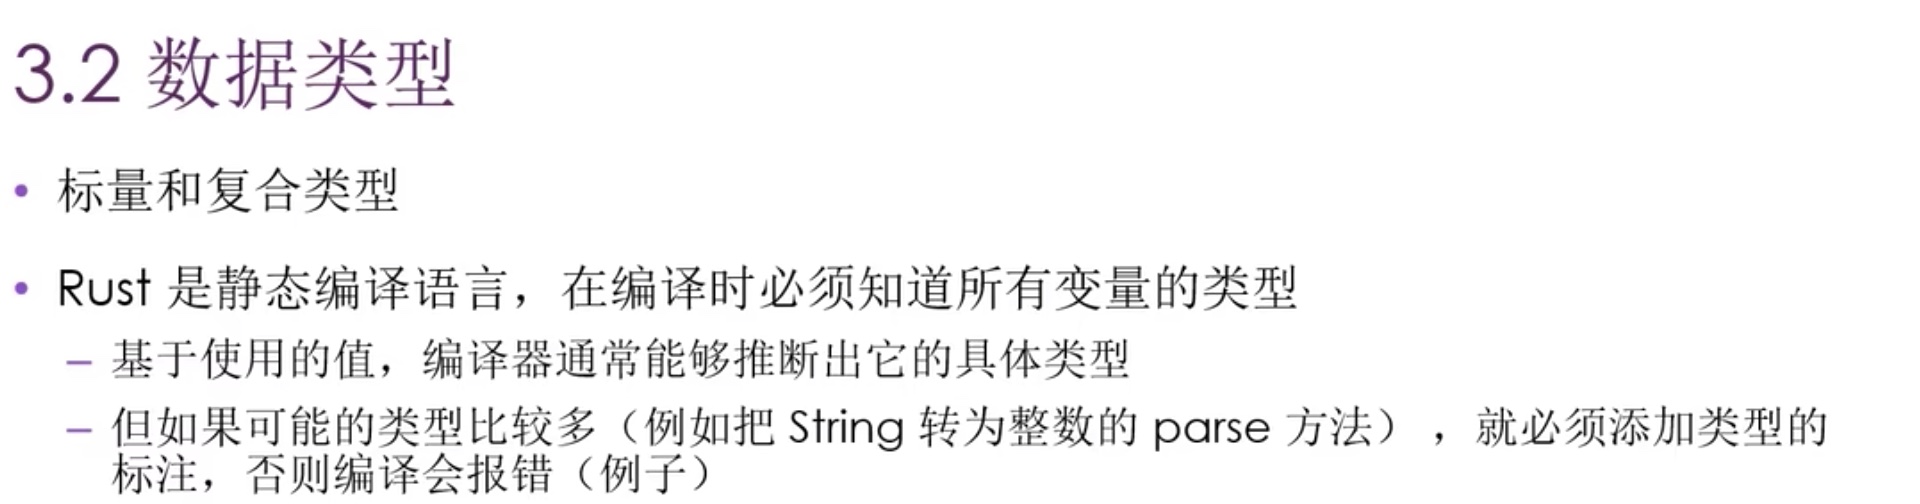 3.2 数据类型
• 标量和复合类型
• Rust 是静态编译语言，在编译时必须知道所有变量的类型
– 基于使用的值，编译器通常能够推断出它的具体类型
– 但如果可能的类型比较多（例如把 String 转为整数的 parse 方法），就必须添加类型的
标注，否则编译会报错（例子）